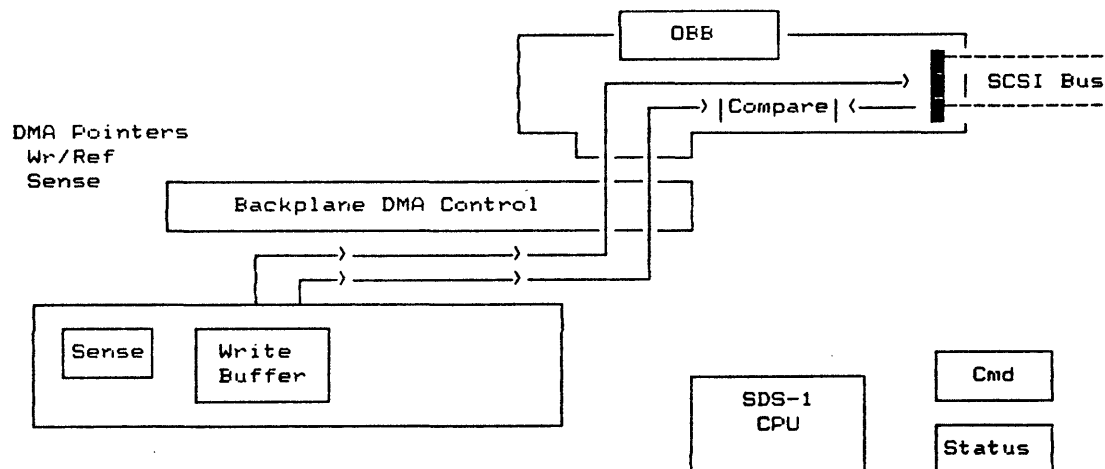 OBB
SCSI Bus
Compare
DMA Pointers
Wr/Ref
Sense
Backplane DMA Control
Sense
Write
Buffer
SDS-1
CPU
Cmd
Status